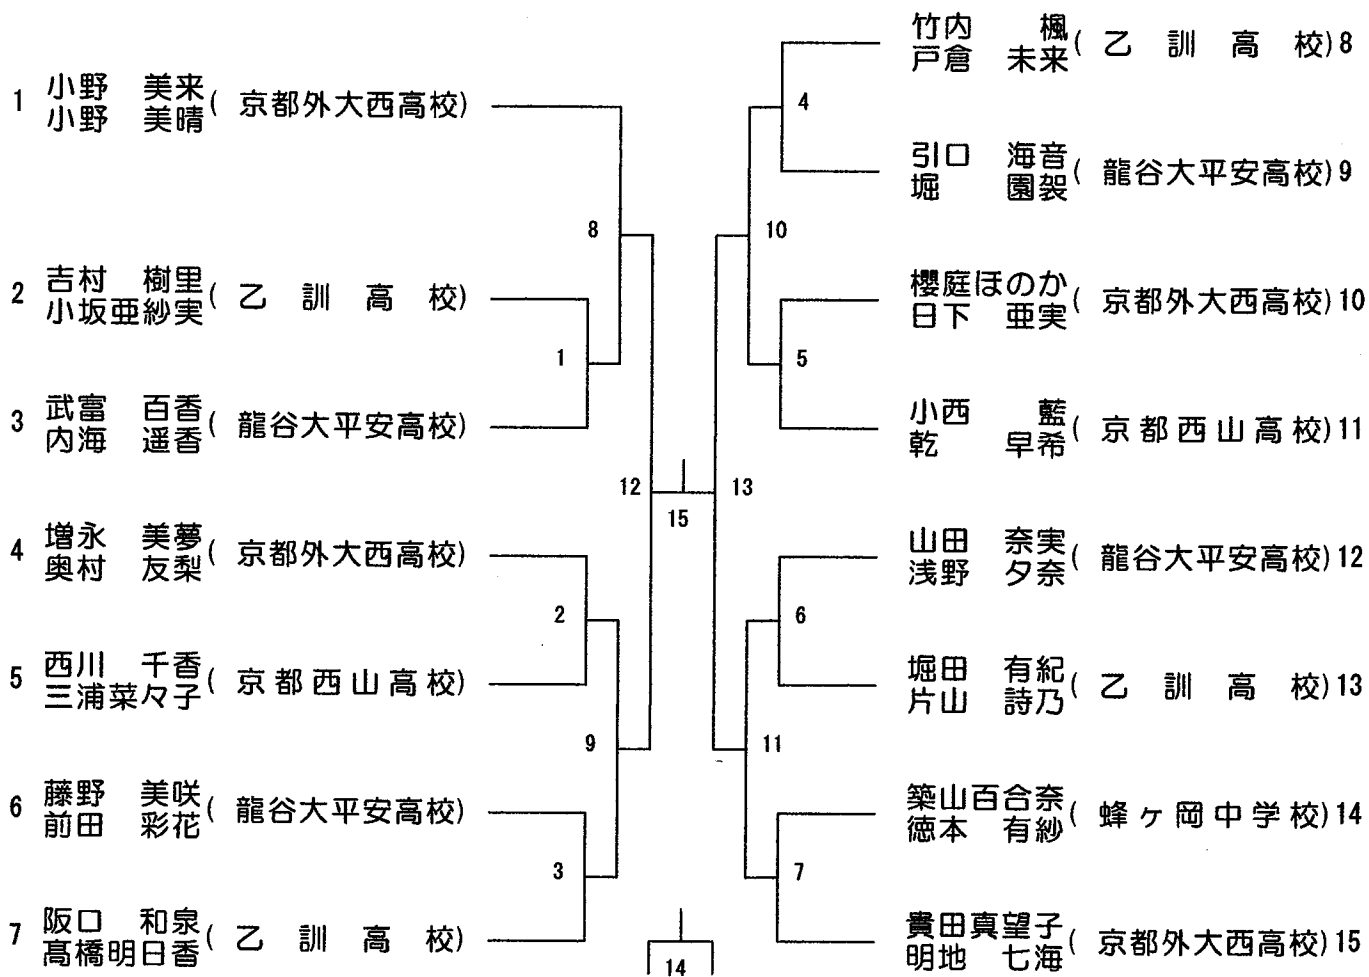 1 小野 美来
小野 美晴 ( 京都外大西高校)
2 吉村 樹里
小坂亜紗実 ( 乙訓高校)
3 武富 百香
内海 遥香 ( 龍谷大平安高校)
4 増永 美夢
奥村 友梨 ( 京都外大西高校)
5 西川 千香
三浦菜々子 ( 京都西山高校)
6 藤野 美咲
前田 彩花 ( 龍谷大平安高校)
7 阪口 和泉
髙橋明日香 ( 乙訓高校)
8
1
12
2
9
3
15
14
13
4
10
5
6
11
7
竹内 楓
戸倉 未来 ( 乙訓高校) 8
引口 海音
堀 園袈 ( 龍谷大平安高校) 9
櫻庭ほのか
日下 亜実 ( 京都外大西高校) 10
小西 藍
乾 早希 ( 京都西山高校) 11
山田 奈実
浅野 夕奈 ( 龍谷大平安高校) 12
堀田 有紀
片山 詩乃 ( 乙訓高校) 13
築山百合奈
徳本 有紗 ( 蜂ヶ岡中学校) 14
貴田真望子
明地 七海 ( 京都外大西高校) 15